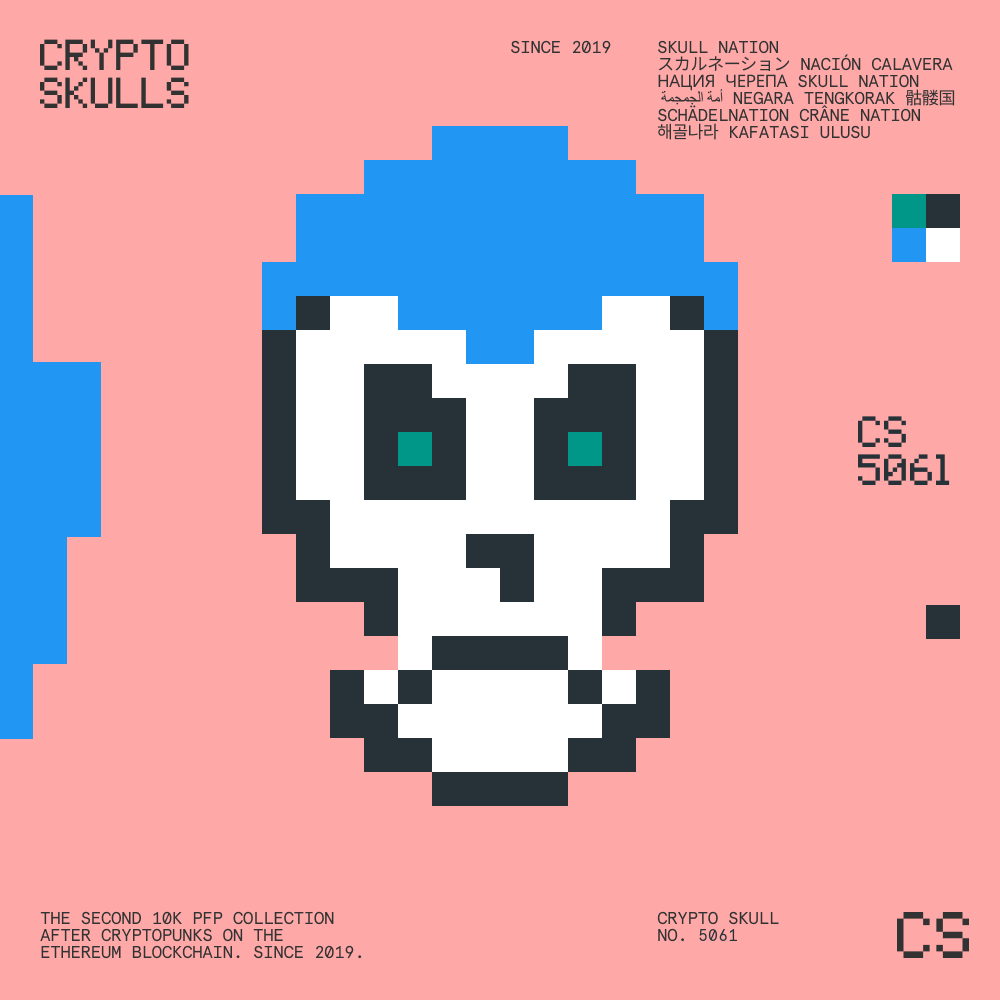 CRYPTO
SKULLS
SINCE 2019
SKULL NATION
スカルネーション NACIÓN CALAVERA
НАЦИЯ ЧЕРЕПА SKULL NATION
أمة الجمجمة NEGARA TENGKORAK 骷髅国
SCHÄDELNATION CRÂNE NATION
해골나라 KAFATASI ULUSU
CS
5061
THE SECOND 10K PFP COLLECTION
AFTER CRYPTOPUNKS ON THE
ETHEREUM BLOCKCHAIN. SINCE 2019.
CRYPTO SKULL
NO. 5061
CS